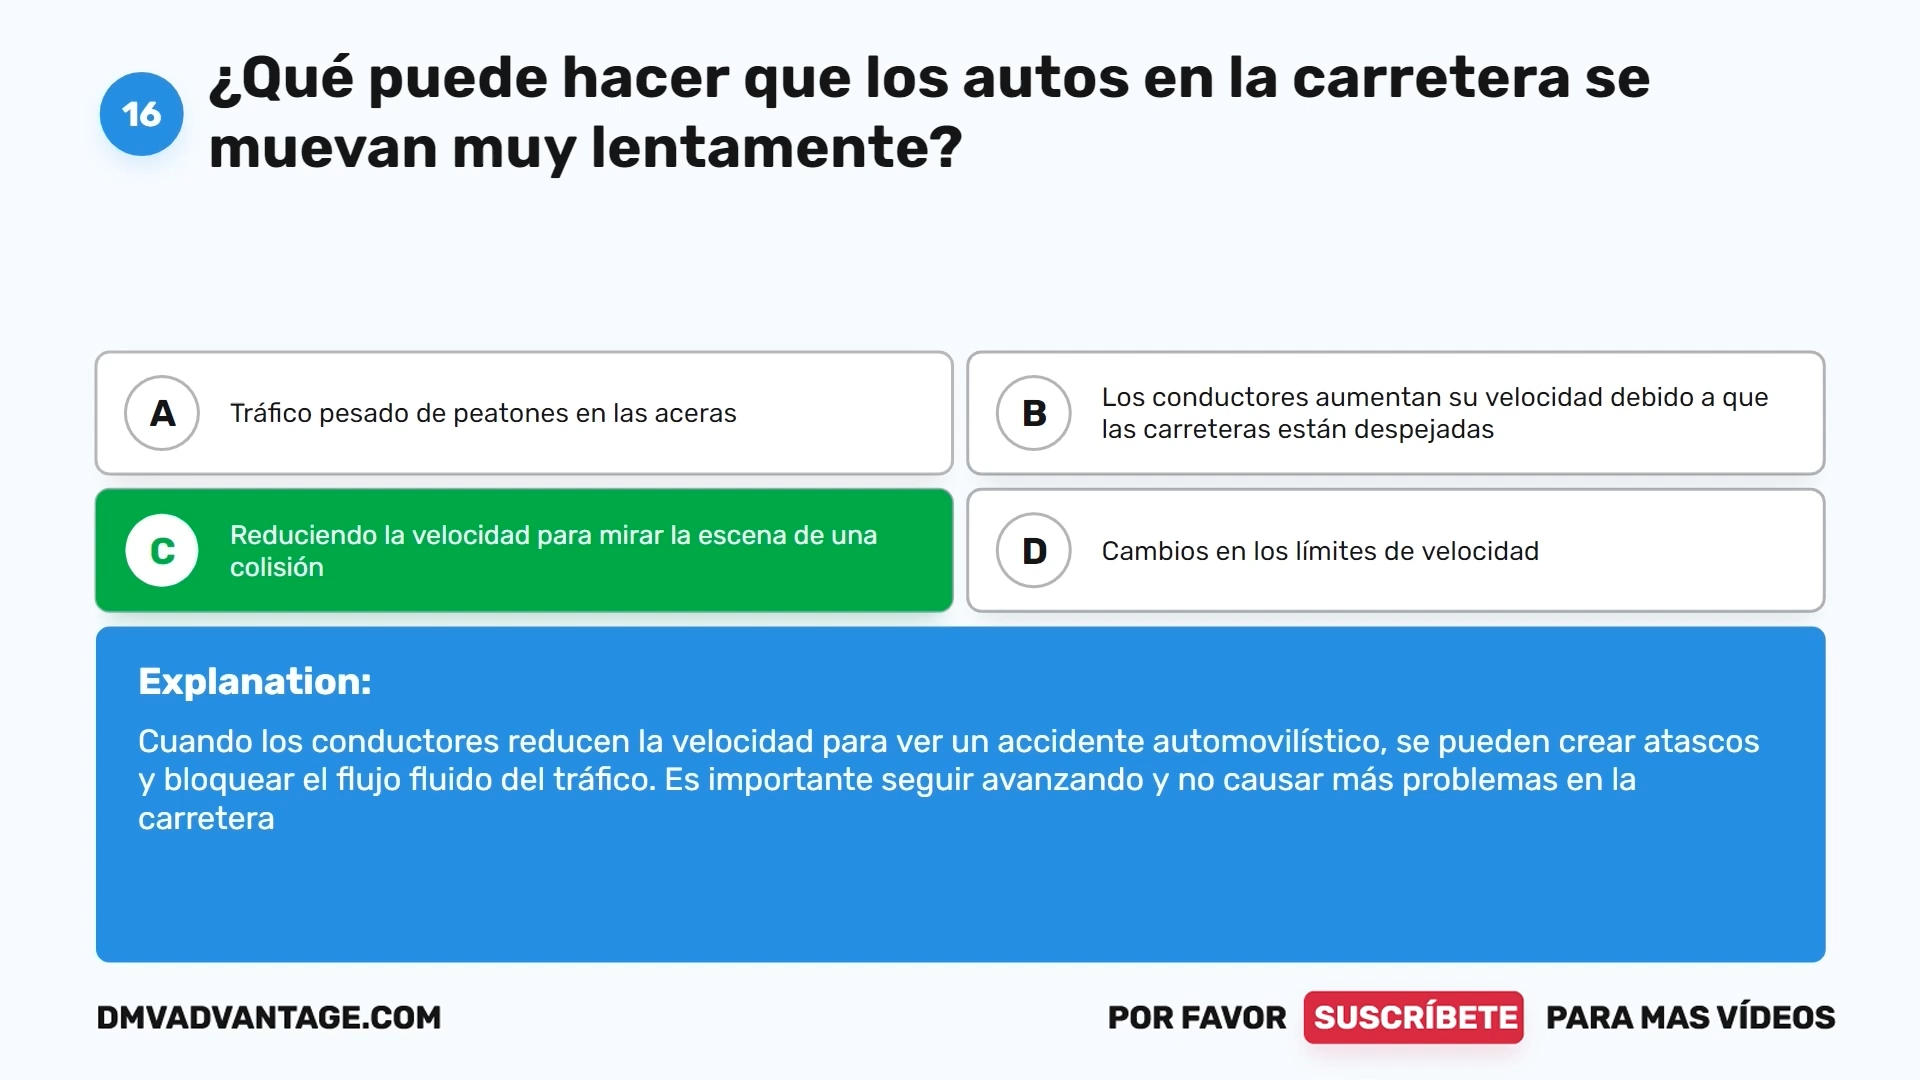 16
¿Qué puede hacer que los autos en la carretera se
muevan muy lentamente?
A
Tráfico pesado de peatones en las aceras
B
Los conductores aumentan su velocidad debido a que
las carreteras están despejadas
C
Reduciendo la velocidad para mirar la escena de una
colisión
D
Cambios en los límites de velocidad
Explanation:
Cuando los conductores reducen la velocidad para ver un accidente automovilístico, se pueden crear atascos
y bloquear el flujo fluido del tráfico. Es importante seguir avanzando y no causar más problemas en la
carretera
DMVADVANTAGE.COM
POR FAVOR SUSCRÍBETE PARA MAS VÍDEOS